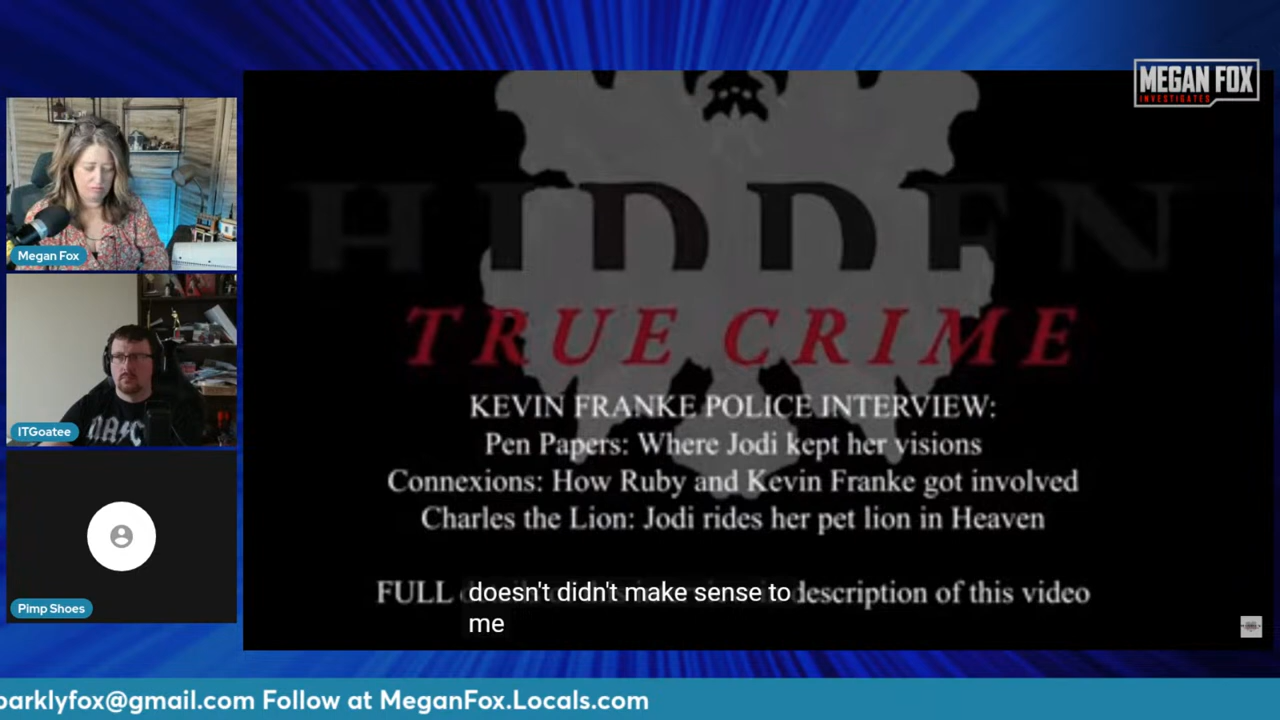 MEGAN FOX
INVESTIGATES
Megan Fox
ITGoatee
Pimp Shoes
HIDDEN
TRUE CRIME
KEVIN FRANKE POLICE INTERVIEW:
Pen Papers: Where Jodi kept her visions
Connexions: How Ruby and Kevin Franke got involved
Charles the Lion: Jodi rides her pet lion in Heaven
FULL description of this video
doesn't didn't make sense to
me
parklyfox@gmail.com Follow at MeganFox.Locals.com